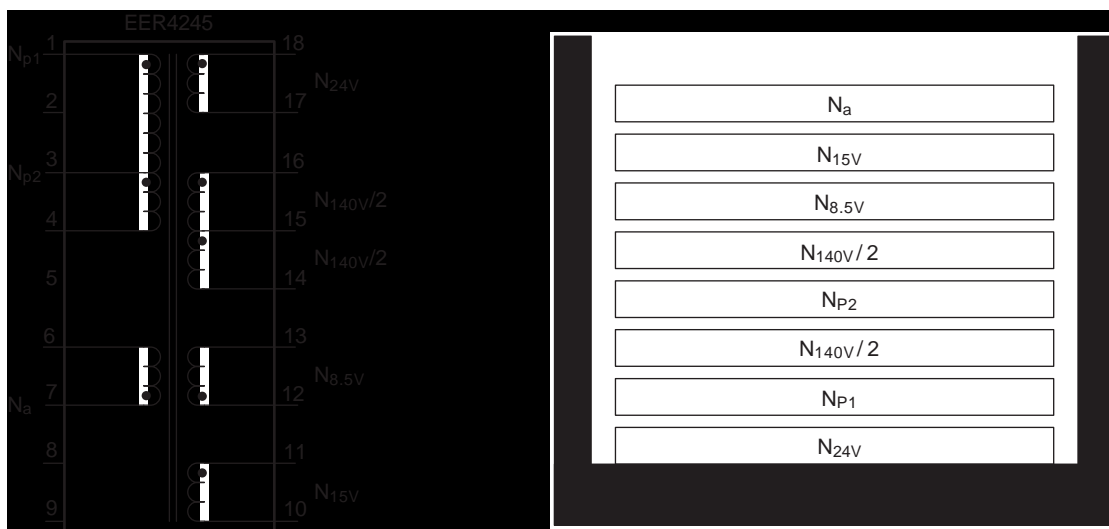 EER4245
Np1
1
18
N24V
2
17
3
16
Np2
N140V/2
4
15
N140V/2
5
14
6
13
N8.5V
7
12
Na
8
11
N15V
9
10
Na
N15V
N8.5V
N140V/2
NP2
N140V/2
NP1
N24V